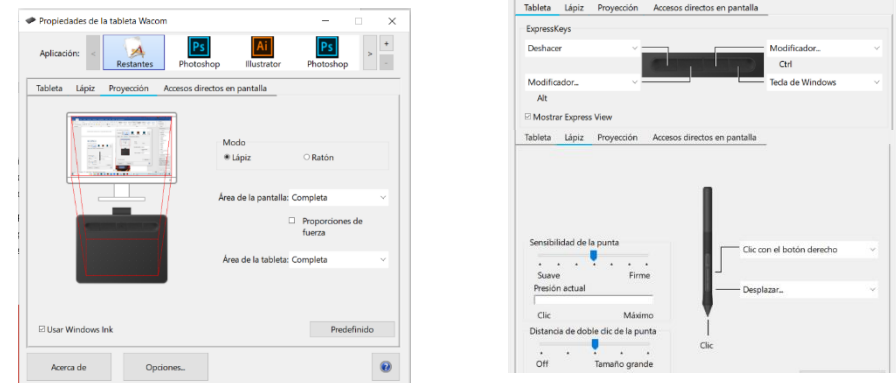 Propiedades de la tableta Wacom
Aplicación:
Restantes
Photoshop
Illustrator
Photoshop
Tableta Lápiz Proyección Accesos directos en pantalla
Modo
Lápiz Ratón
Área de la pantalla: Completa
Proporciones de
fuerza
Área de la tableta: Completa
Usar Windows Ink
Predefinido
Acerca de Opciones...
Tableta Lápiz Proyección Accesos directos en pantalla
ExpressKeys
Deshacer Modificador...
Ctrl
Modificador... Tecla de Windows
Alt
Mostrar Express View
Tableta Lápiz Proyección Accesos directos en pantalla
Sensibilidad de la punta
Suave Firme
Presión actual
Clic Máximo
Distancia de doble clic de la punta
Off Tamaño grande
Clic con el botón derecho
Desplazar...
Clic